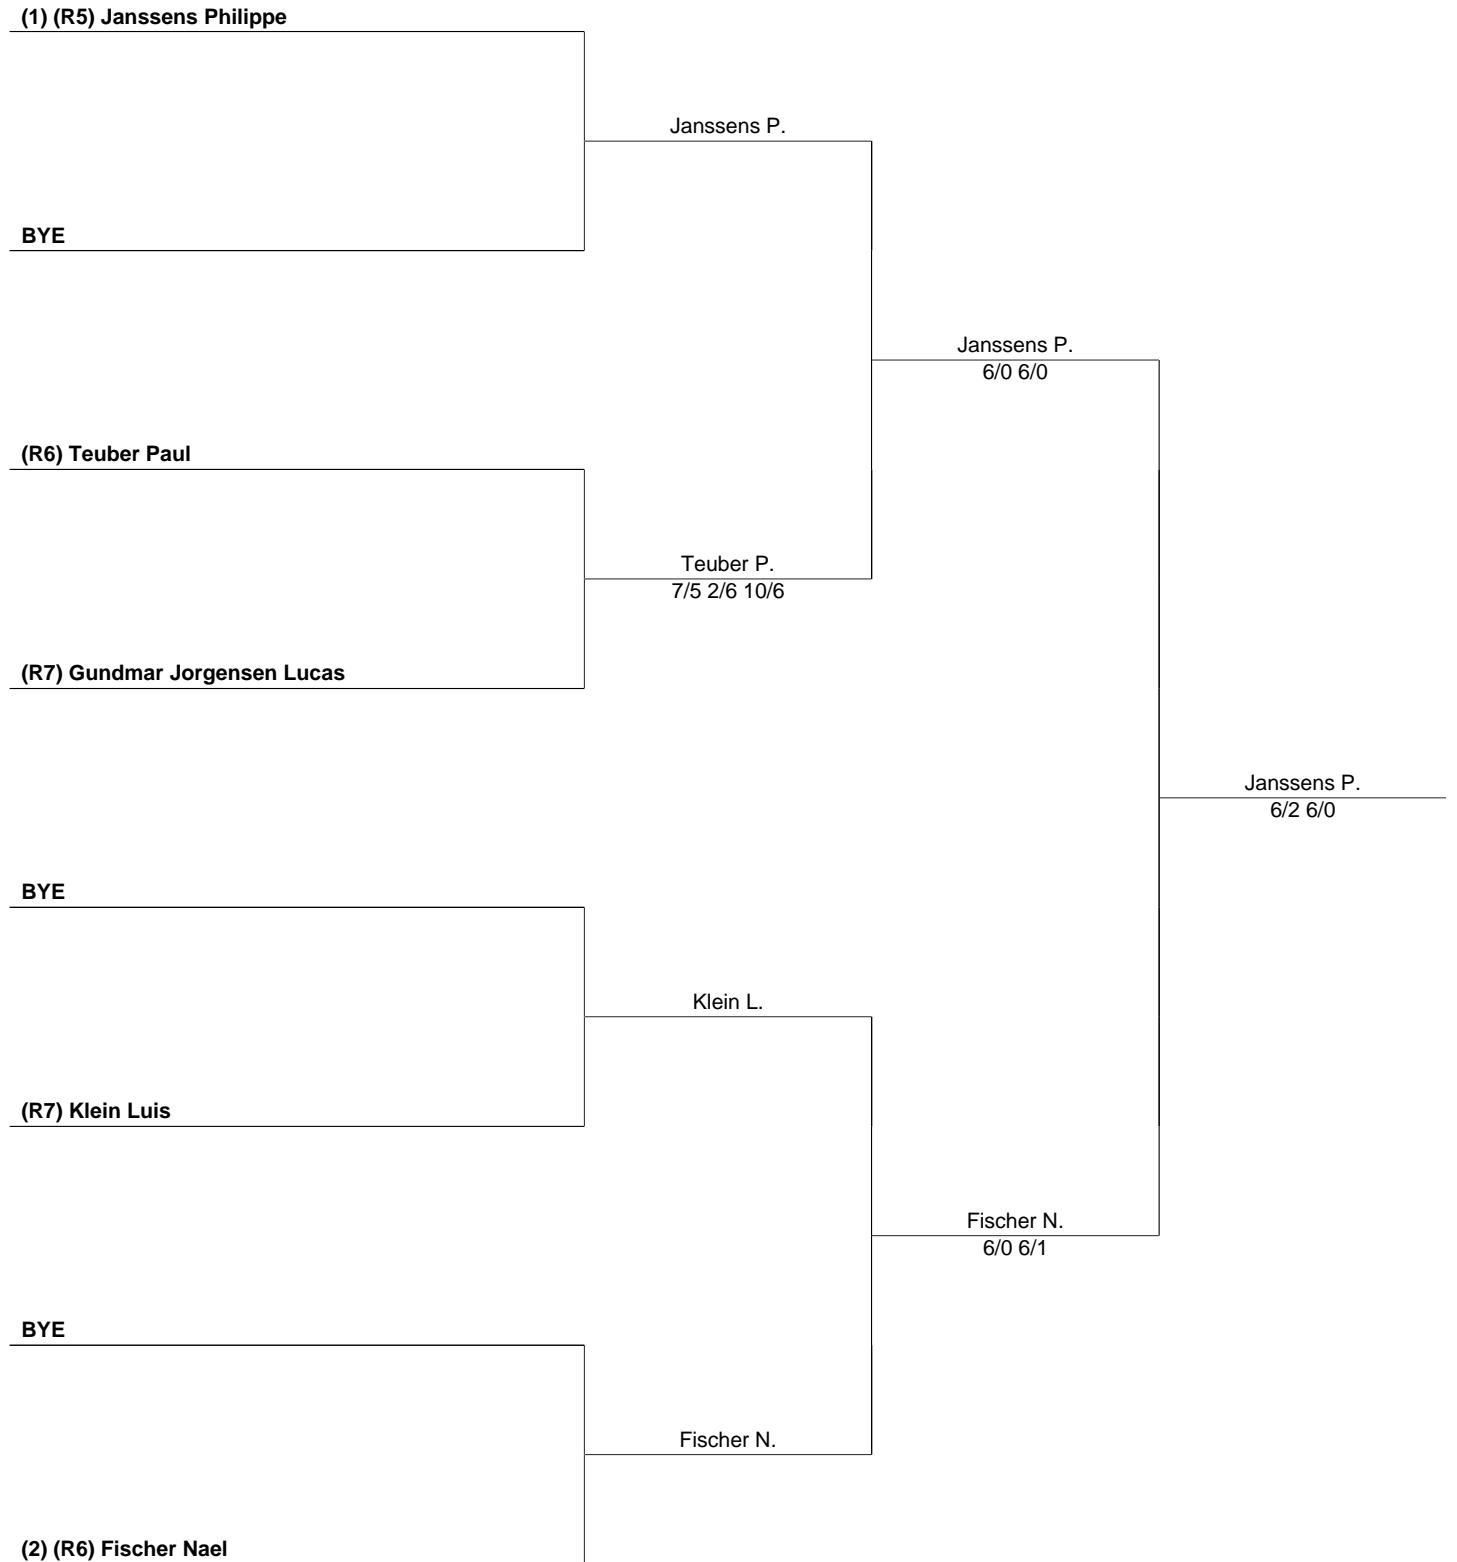 (1) (R5) Janssens Philippe
Janssens P.
BYE
Janssens P.
6/0 6/0
(R6) Teuber Paul
Teuber P.
7/5 2/6 10/6
(R7) Gundmar Jorgensen Lucas
Janssens P.
6/2 6/0
BYE
Klein L.
(R7) Klein Luis
Fischer N.
6/0 6/1
BYE
Fischer N.
(2) (R6) Fischer Nael